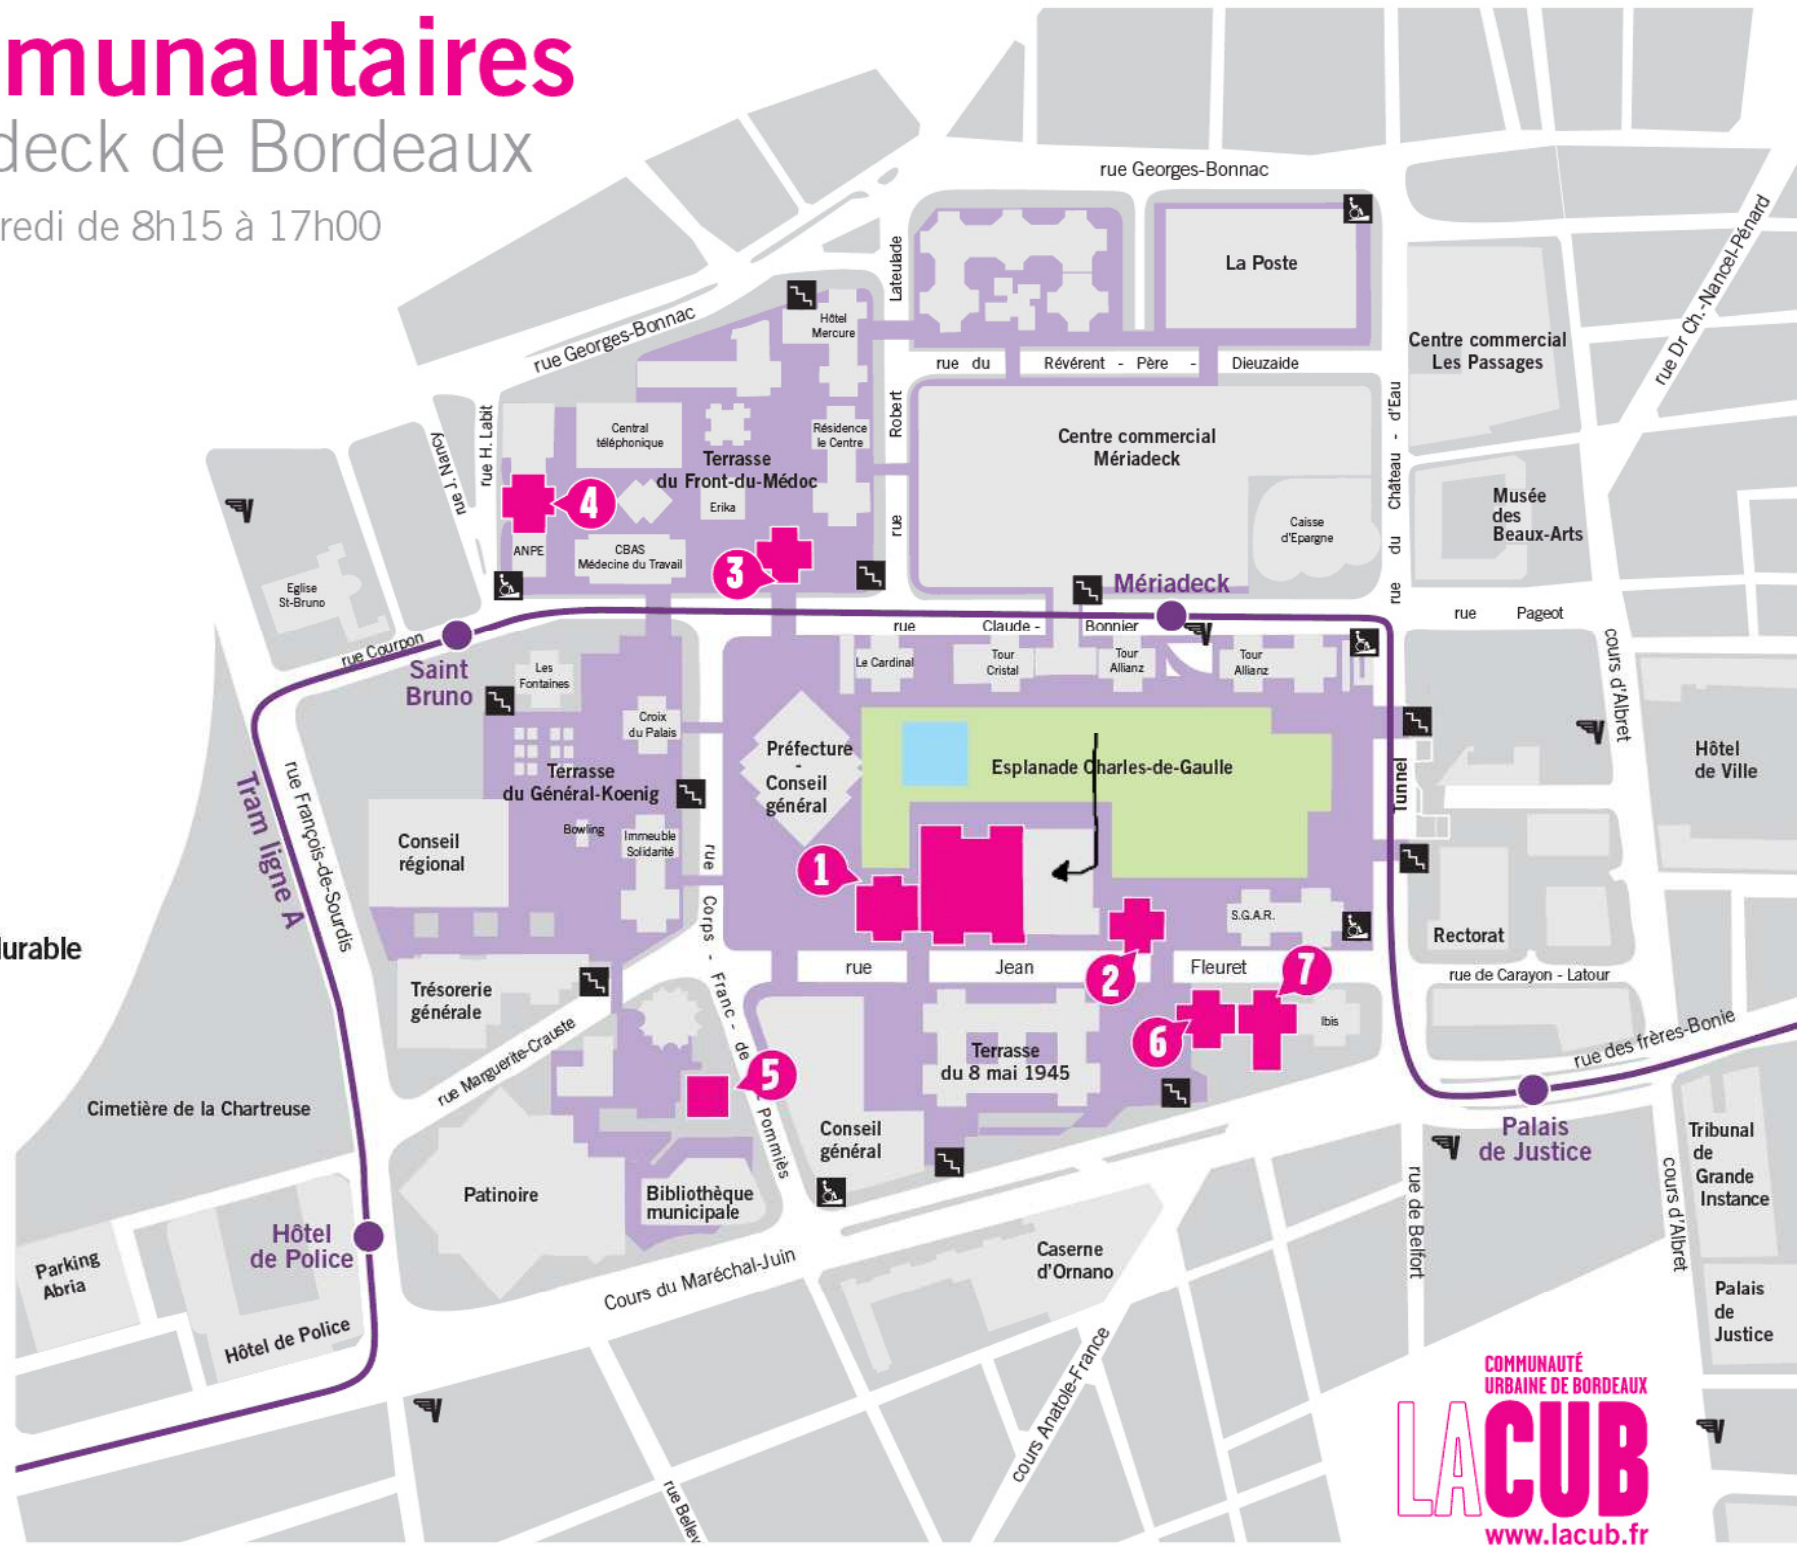 munautaires
deck de Bordeaux
redi de 8h15 à 17h00
rue Georges-Bonnac
La Poste
Lateulade
rue Dr Ch.-Nancel-Pénard
Hôtel
Mercure
rue Georges-Bonnac
Centre commercial
Les Passages
rue du Révérent - Père - Dieuzaide
rue J. Nancy
rue H. Labit
Central
téléphonique
Résidence
le Centre
Robert
rue
Centre commercial
Mériadeck
rue du Château - d'Eau
Terrasse
du Front-du-Médoc
4
Erika
Musée
des
Beaux-Arts
Caisse
d'Epargne
ANPE
CBAS
Médecine du Travail
3
Mériadeck
Eglise
St-Bruno
rue Pageot
rue Claude - Bonnier
rue Courpon
Saint
Bruno
Les
Fontaines
Le Cardinal
Tour
Cristal
Tour
Allianz
Tour
Allianz
cours d'Albret
Croix
du Palais
Préfecture
-
Conseil
général
Esplanade Charles-de-Gaulle
Hôtel
de Ville
Terrasse
du Général-Koenig
Tunnel
Tram ligne A
rue François-de-Sourdis
Bowling
Immeuble
Solidarité
Conseil
régional
rue Corps - Franc - de - Pommiès
1
S.G.A.R.
Rectorat
durable
rue Jean Fleuret
2
7
rue de Carayon - Latour
Trésorerie
générale
Ibis
6
Terrasse
du 8 mai 1945
rue des frères-Bonie
rue Marguerite-Crauste
5
Cimetière de la Chartreuse
Palais
de Justice
Conseil
général
Tribunal
de
Grande
Instance
Patinoire
Bibliothèque
municipale
rue de Belfort
cours d'Albret
Hôtel
de Police
Parking
Abria
Caserne
d'Ornano
Cours du Maréchal-Juin
Palais
de
Justice
Hôtel de Police
cours Anatole-France
COMMUNAUTÉ
URBAINE DE BORDEAUX
LACUB
www.lacub.fr